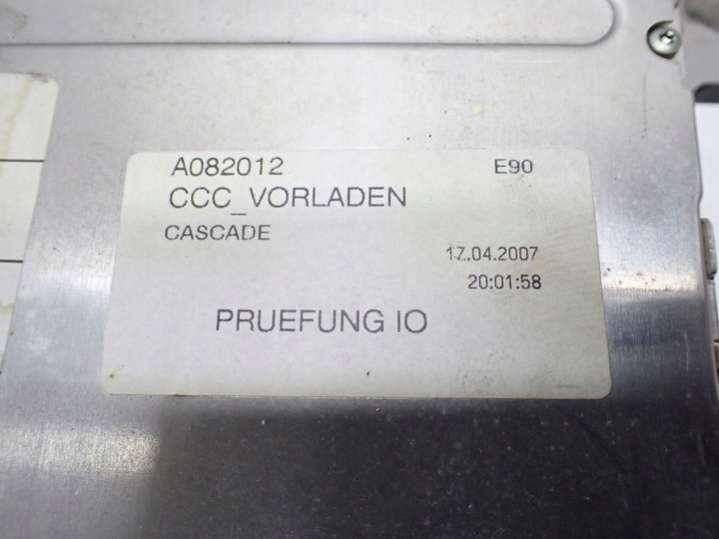 A082012 E90
CCC_VORLADEN
CASCADE
17.04.2007
20:01:58
PRUEFUNG IO